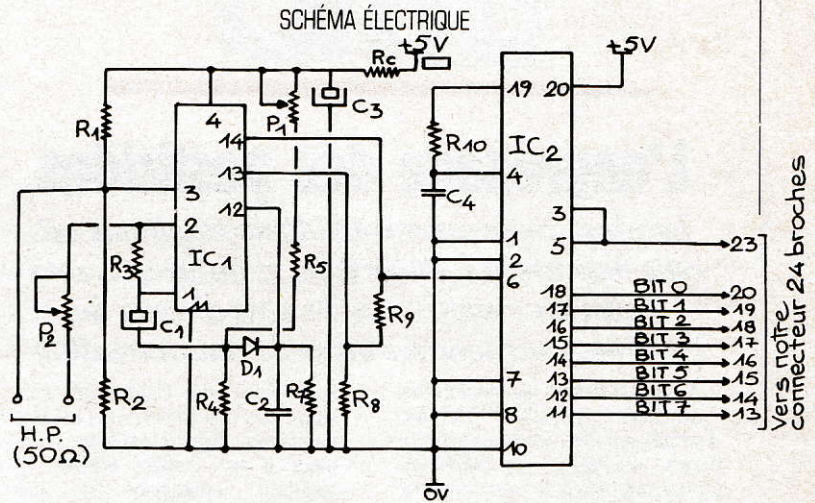 SCHÉMA ÉLECTRIQUE
+5V
+5V
Rc
R1
P1
C3
4
14
13
12
3
2
1
IC1
R3
C1
P2
R2
R4
D1
C2
R5
R7
R8
R9
R10
C4
IC2
19
20
4
1
2
6
7
8
10
3
5
18
17
16
15
14
13
12
11
BIT 0
BIT 1
BIT 2
BIT 3
BIT 4
BIT 5
BIT 6
BIT 7
23
20
19
18
17
16
15
14
13
Vers notre
connecteur 24 broches
H.P.
(50Ω)
0V